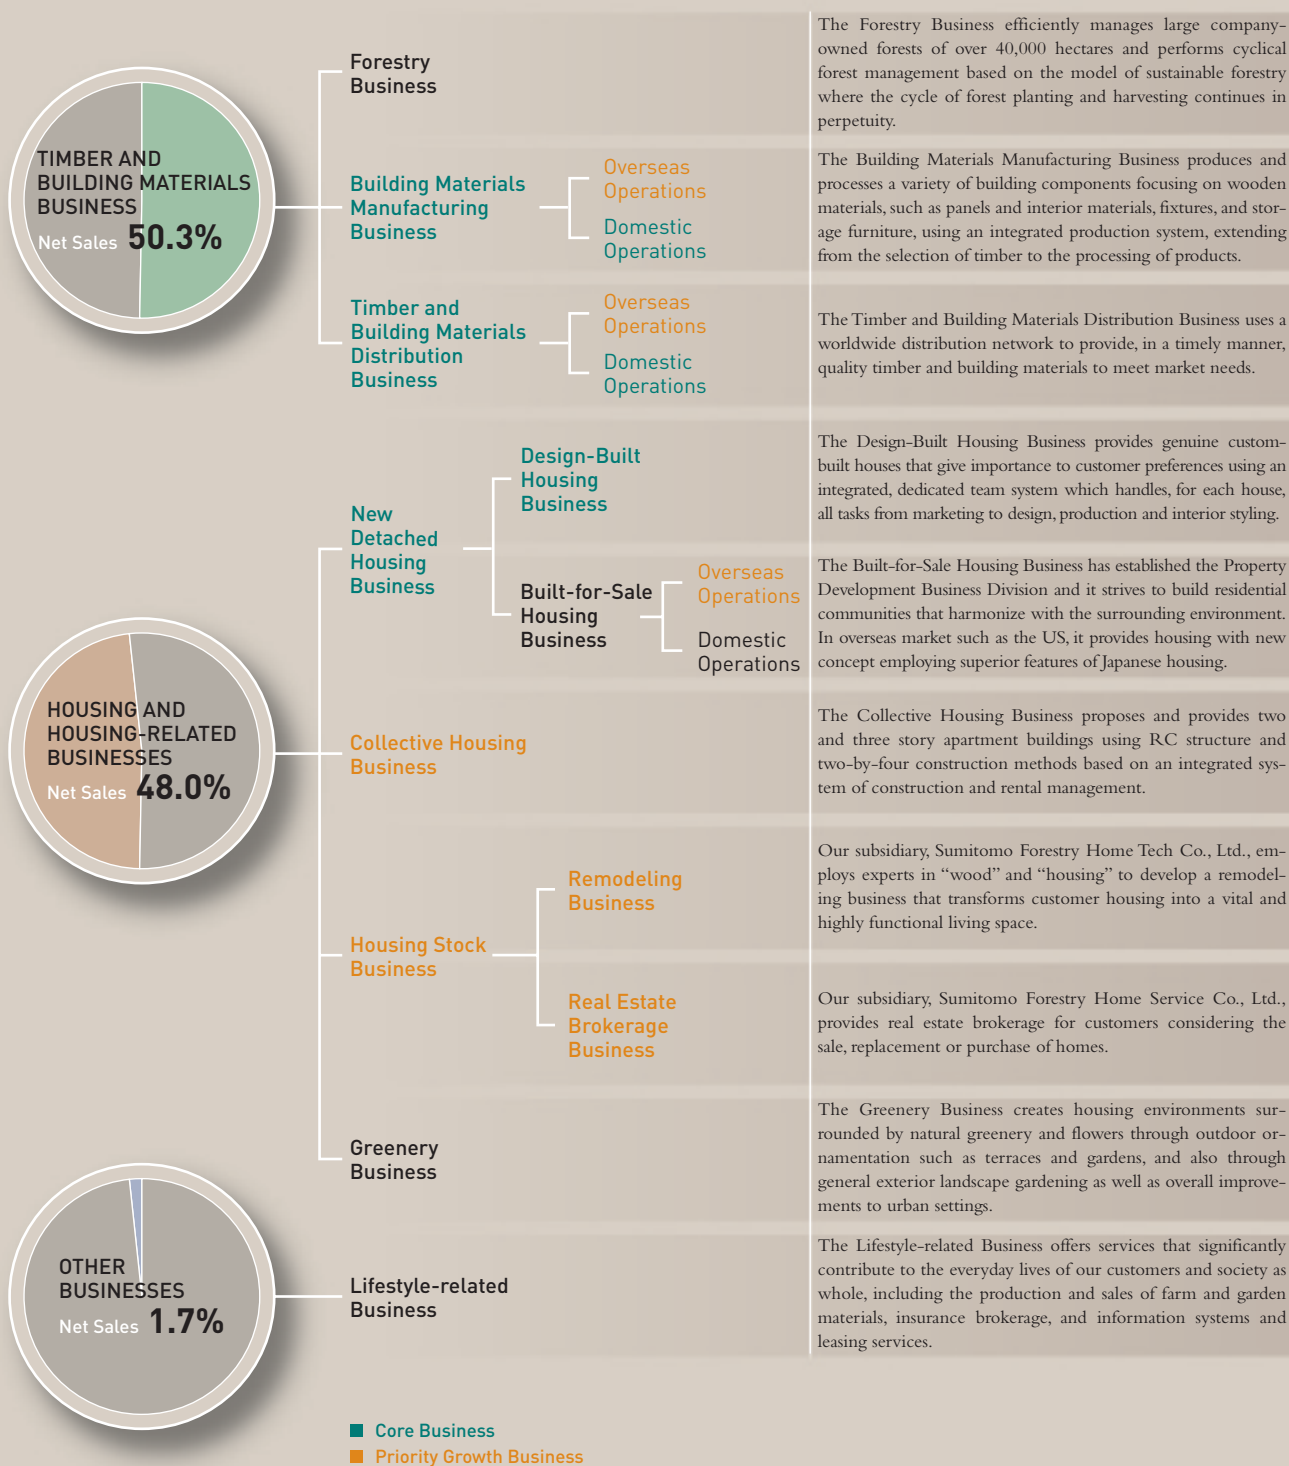 TIMBER AND
BUILDING MATERIALS
BUSINESS
Net Sales 50.3%
Forestry
Business
The Forestry Business efficiently manages large company-
owned forests of over 40,000 hectares and performs cyclical
forest management based on the model of sustainable forestry
where the cycle of forest planting and harvesting continues in
perpetuity.
Building Materials
Manufacturing
Business
Overseas
Operations
Domestic
Operations
The Building Materials Manufacturing Business produces and
processes a variety of building components focusing on wooden
materials, such as panels and interior materials, fixtures, and stor-
age furniture, using an integrated production system, extending
from the selection of timber to the processing of products.
Timber and
Building Materials
Distribution
Business
Overseas
Operations
Domestic
Operations
The Timber and Building Materials Distribution Business uses a
worldwide distribution network to provide, in a timely manner,
quality timber and building materials to meet market needs.
HOUSING AND
HOUSING-RELATED
BUSINESSES
Net Sales 48.0%
New
Detached
Housing
Business
Design-Built
Housing
Business
The Design-Built Housing Business provides genuine custom-
built houses that give importance to customer preferences using an
integrated, dedicated team system which handles, for each house,
all tasks from marketing to design, production and interior styling.
Built-for-Sale
Housing
Business
Overseas
Operations
Domestic
Operations
The Built-for-Sale Housing Business has established the Property
Development Business Division and it strives to build residential
communities that harmonize with the surrounding environment.
In overseas market such as the US, it provides housing with new
concept employing superior features of Japanese housing.
Collective Housing
Business
The Collective Housing Business proposes and provides two
and three story apartment buildings using RC structure and
two-by-four construction methods based on an integrated sys-
tem of construction and rental management.
Housing Stock
Business
Remodeling
Business
Our subsidiary, Sumitomo Forestry Home Tech Co., Ltd., em-
ploys experts in “wood” and “housing” to develop a remodel-
ing business that transforms customer housing into a vital and
highly functional living space.
Real Estate
Brokerage
Business
Our subsidiary, Sumitomo Forestry Home Service Co., Ltd.,
provides real estate brokerage for customers considering the
sale, replacement or purchase of homes.
Greenery
Business
The Greenery Business creates housing environments sur-
rounded by natural greenery and flowers through outdoor or-
namentation such as terraces and gardens, and also through
general exterior landscape gardening as well as overall improve-
ments to urban settings.
OTHER
BUSINESSES
Net Sales 1.7%
Lifestyle-related
Business
The Lifestyle-related Business offers services that significantly
contribute to the everyday lives of our customers and society as
whole, including the production and sales of farm and garden
materials, insurance brokerage, and information systems and
leasing services.
Core Business
Priority Growth Business